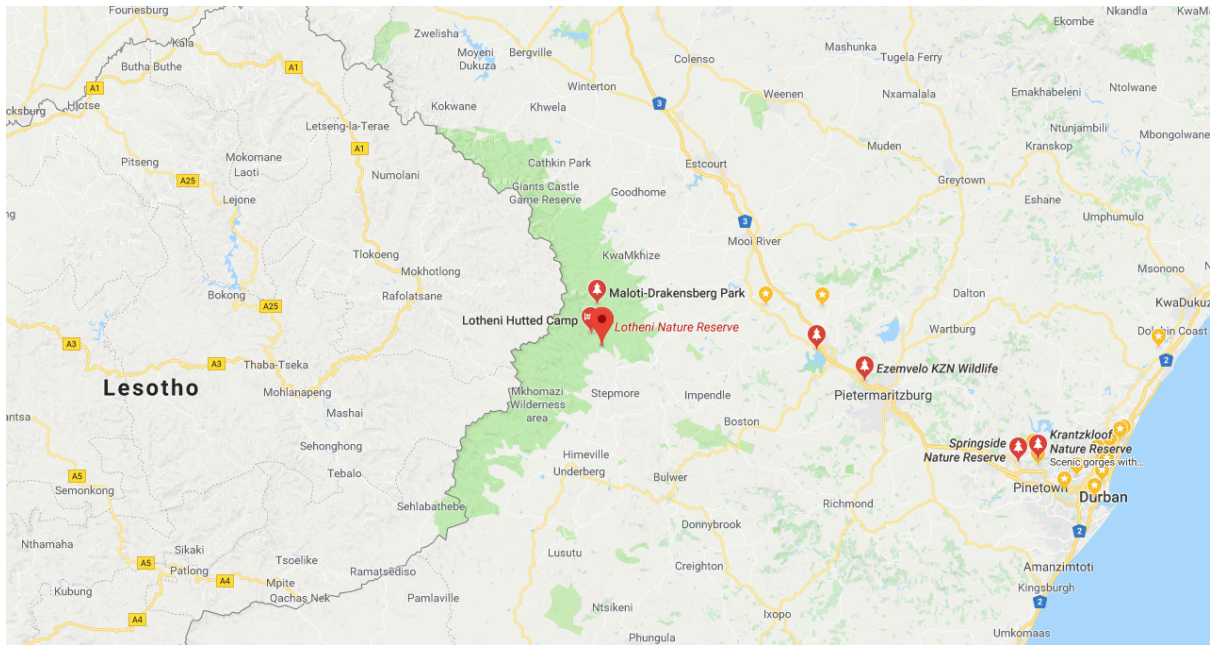 Fouriesburg
Nkandla
KwaMa
Kala
Zwelisha
Moyeni
Dukuza
Bergville
Colenso
Mashunka
Tugela Ferry
Ekombe
Butha Buthe
A1
A1
Winterton
Weenen
Nxamalala
Emakhabeleni
Ntolwane
cksburg
Hlotse
Kokwane
Khwela
3
Letseng-la-Terae
Ntunjambili
Mbongolwane
Pitseng
Mokomane
Laoti
A1
Cathkin Park
Estcourt
Muden
Kranskop
A25
Numolani
Giants Castle
Game Reserve
Goodhome
Greytown
Lejone
Eshane
Umphumulo
ng
3
Mooi River
Tlokoeng
KwaMkhize
Mokhotlong
Msonono
N
Bokong
Rafolatsane
Maloti-Drakensberg Park
Dalton
A25
KwaDukuza
Lotheni Hutted Camp
Lotheni Nature Reserve
Wartburg
Dolphin Coast
A3
A3
Thaba-Tseka
2
Ezemvelo KZN Wildlife
Lesotho
Mohlanapeng
Mkhomazi
Wilderness
area
Stepmore
Impendle
Pietermaritzburg
antsa
Mashai
Boston
Sehonghong
Springside
Nature Reserve
Krantzkloof
Nature Reserve
Scenic gorges with...
Himeville
Tebalo
Underberg
Bulwer
A5
Semonkong
Pinetown
Durban
Sehlabathebe
Richmond
Donnybrook
2
Nthamaha
Sikaki
Tsoelike
Lusutu
A5
Patlong
Ramatsediso
Creighton
Amanzimtoti
A4
Mpite
Kubung
Qachas Nek
Pamlaville
Kingsburgh
Ntsikeni
2
A4
Ixopo
Phungula
Umkomaas